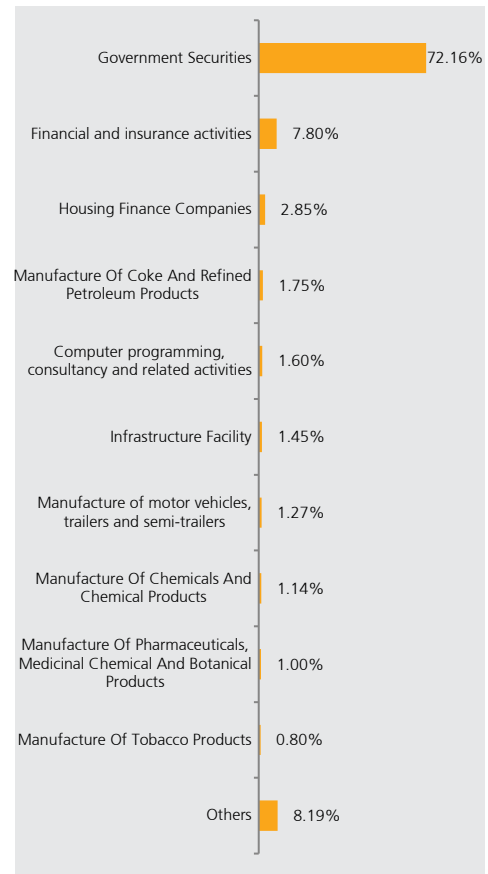 Government Securities 72.16%
Financial and insurance activities 7.80%
Housing Finance Companies 2.85%
Manufacture Of Coke And Refined
Petroleum Products 1.75%
Computer programming,
consultancy and related activities 1.60%
Infrastructure Facility 1.45%
Manufacture of motor vehicles,
trailers and semi-trailers 1.27%
Manufacture Of Chemicals And
Chemical Products 1.14%
Manufacture Of Pharmaceuticals,
Medicinal Chemical And Botanical
Products 1.00%
Manufacture Of Tobacco Products 0.80%
Others 8.19%